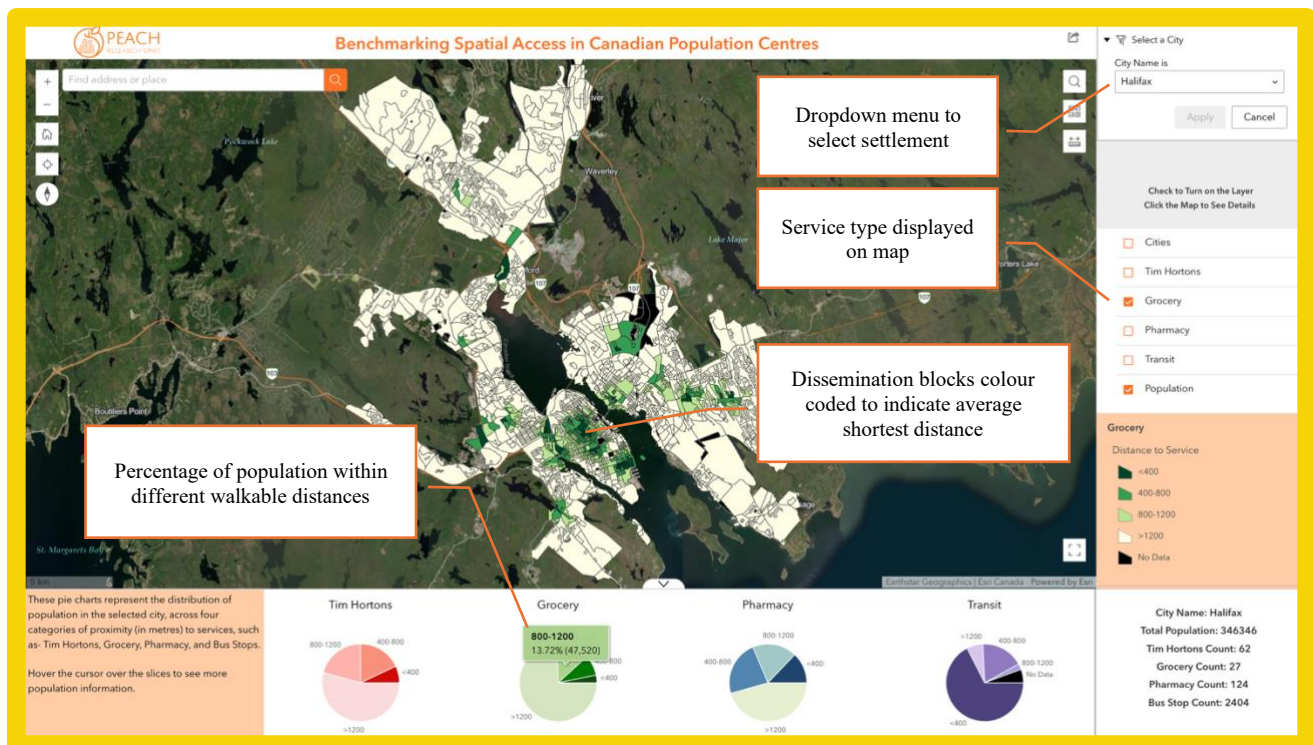 PEACH
RESEARCH UNIT
Benchmarking Spatial Access in Canadian Population Centres
Find address or place
Select a City
City Name is
Halifax
Apply
Cancel
Dropdown menu to
select settlement
Pockwock Lake
Waverley
Lake Major
Porters Lake
107
107
107
103
Boutiliers Point
St. Margarets Bay
Check to Turn on the Layer
Click the Map to See Details
Service type displayed
on map
Cities
Tim Hortons
Grocery
Pharmacy
Transit
Population
Dissemination blocks colour
coded to indicate average
shortest distance
Percentage of population within
different walkable distances
Grocery
Distance to Service
<400
400-800
800-1200
>1200
No Data
5 km
Earthstar Geographics | Esri Canada Powered by Esri
These pie charts represent the distribution of
population in the selected city, across four
categories of proximity (in metres) to services, such
as- Tim Hortons, Grocery, Pharmacy, and Bus Stops.
Hover the cursor over the slices to see more
population information.
Tim Hortons
800-1200
400-800
<400
>1200
Grocery
800-1200
13.72% (47,520)
<400
>1200
Pharmacy
800-1200
400-800
<400
>1200
Transit
>1200
400-800
800-1200
No Data
<400
City Name: Halifax
Total Population: 346346
Tim Hortons Count: 62
Grocery Count: 27
Pharmacy Count: 124
Bus Stop Count: 2404